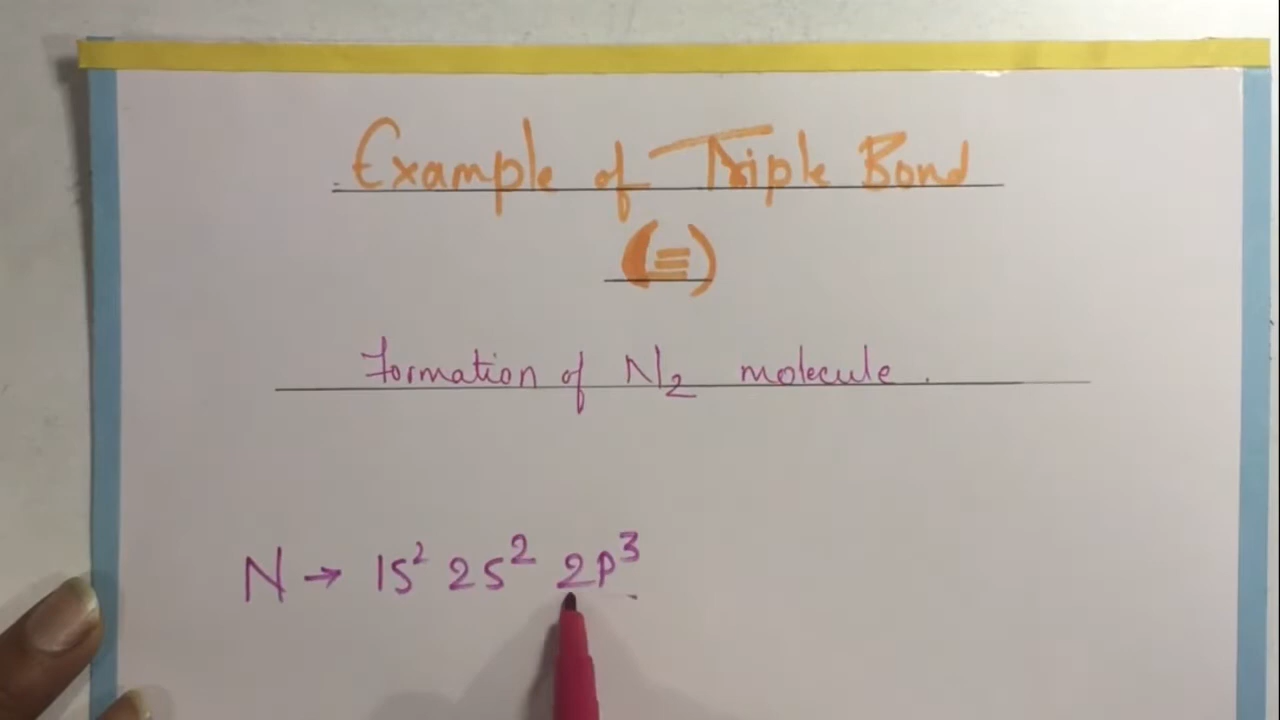 Example of Triple Bond
(≡)
Formation of N₂ molecule.
N → 1S² 2S² 2P³